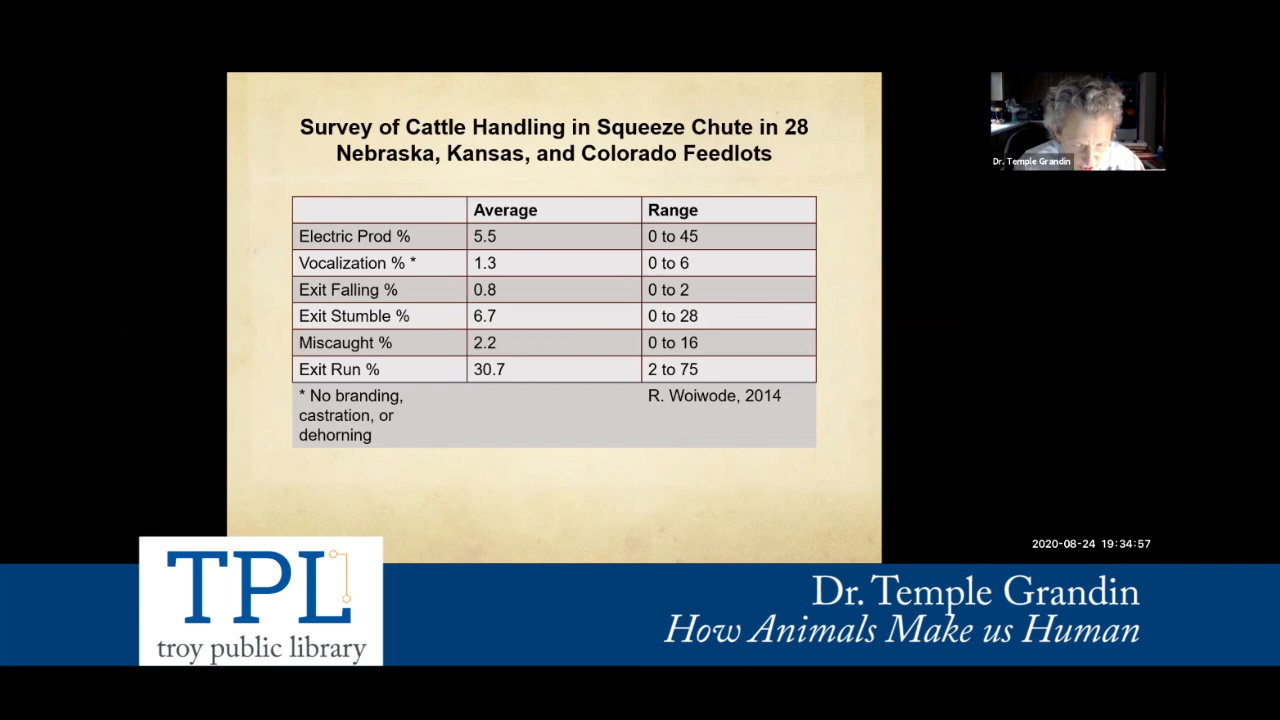 Survey of Cattle Handling in Squeeze Chute in 28
Nebraska, Kansas, and Colorado Feedlots
Average Range
Electric Prod % 5.5 0 to 45
Vocalization % * 1.3 0 to 6
Exit Falling % 0.8 0 to 2
Exit Stumble % 6.7 0 to 28
Miscaught % 2.2 0 to 16
Exit Run % 30.7 2 to 75
* No branding, R. Woiwode, 2014
castration, or
dehorning
Dr. Temple Grandin
2020-08-24 19:34:57
TPL
troy public library
Dr. Temple Grandin
How Animals Make us Human